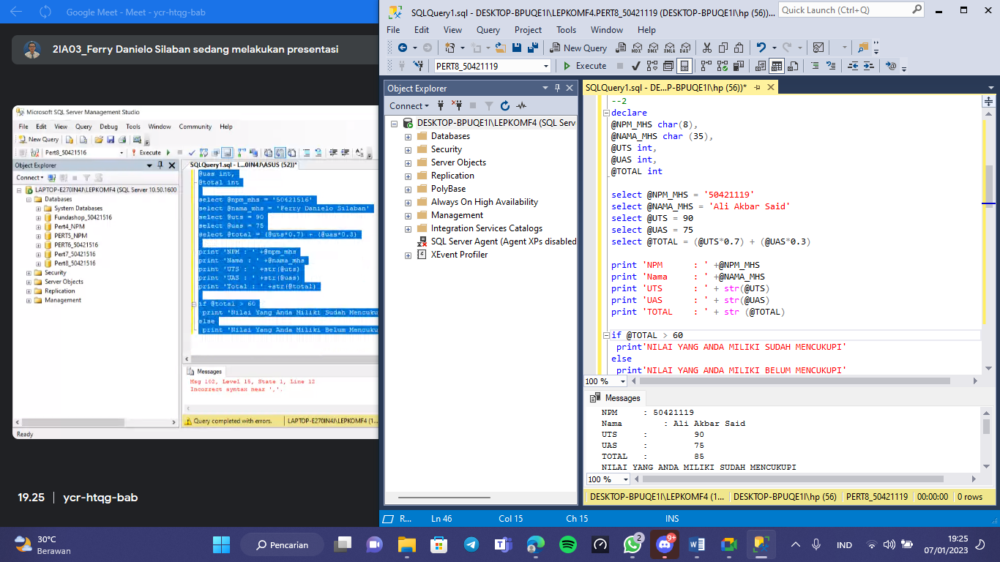 Google Meet - Meet - ycr-htqg-bab
2IA03_Ferry Danielo Silaban sedang melakukan presentasi
Microsoft SQL Server Management Studio
File Edit View Query Debug Tools Window Community Help
New Query
Pert8_50421516 Execute
Object Explorer
Connect
LAPTOP-E270IN4J\LEPKOMF4 (SQL Server 10.50.1600
Databases
System Databases
Fundashop_50421516
Pert4_NPM
PERT5_NPM
PERT6_50421516
Pert7_50421516
Pert8_50421516
Security
Server Objects
Replication
Management
SQLQuery1.sql - L...0IN4J\ASUS (52))*
@uas int,
@total int
select @npm_mhs = '50421516'
select @nama_mhs = 'Ferry Danielo Silaban'
select @uts = 90
select @uas = 75
select @total = (@uts*0.7) + (@uas*0.3)
print 'NPM : ' +@npm_mhs
print 'Nama : ' +@nama_mhs
print 'UTS : ' +str(@uts)
print 'UAS : ' +str(@uas)
print 'Total : ' +str(@total)
if @total > 60
print 'Nilai Yang Anda Miliki Sudah Mencuku
else
print 'Nilai Yang Anda Miliki Belum Mencuku
Messages
Msg 102, Level 15, State 1, Line 12
Incorrect syntax near ','.
Query completed with errors. LAPTOP-E270IN4J\LEPKOMF4 (1...
Ready
19.25 | ycr-htqg-bab
SQLQuery1.sql - DESKTOP-BPUQE1I\LEPKOMF4.PERT8_50421119 (DESKTOP-BPUQE1I\hp (56))...
Quick Launch (Ctrl+Q)
File Edit View Query Project Tools Window Help
New Query MDX DMX XMLA DAX
PERT8_50421119 Execute
Object Explorer
Connect
DESKTOP-BPUQE1I\LEPKOMF4 (SQL Serv
Databases
Security
Server Objects
Replication
PolyBase
Always On High Availability
Management
Integration Services Catalogs
SQL Server Agent (Agent XPs disabled
XEvent Profiler
SQLQuery1.sql - DE...P-BPUQE1I\hp (56))*
--2
declare
@NPM_MHS char(8),
@NAMA_MHS char (35),
@UTS int,
@UAS int,
@TOTAL int
select @NPM_MHS = '50421119'
select @NAMA_MHS = 'Ali Akbar Said'
select @UTS = 90
select @UAS = 75
select @TOTAL = (@UTS*0.7) + (@UAS*0.3)
print 'NPM : ' +@NPM_MHS
print 'Nama : ' +@NAMA_MHS
print 'UTS : ' + str(@UTS)
print 'UAS : ' + str(@UAS)
print 'TOTAL : ' + str (@TOTAL)
if @TOTAL > 60
print'NILAI YANG ANDA MILIKI SUDAH MENCUKUPI'
else
print'NILAI YANG ANDA MILIKI BELUM MENCUKUPI'
100 %
Messages
NPM : 50421119
Nama : Ali Akbar Said
UTS : 90
UAS : 75
TOTAL : 85
NILAI YANG ANDA MILIKI SUDAH MENCUKUPI
100 %
DESKTOP-BPUQE1I\LEPKOMF4 (1... DESKTOP-BPUQE1I\hp (56) PERT8_50421119 00:00:00 0 rows
R... Ln 46 Col 15 Ch 15 INS
30°C
Berawan
Pencarian
2
9+
IND
19:25
07/01/2023